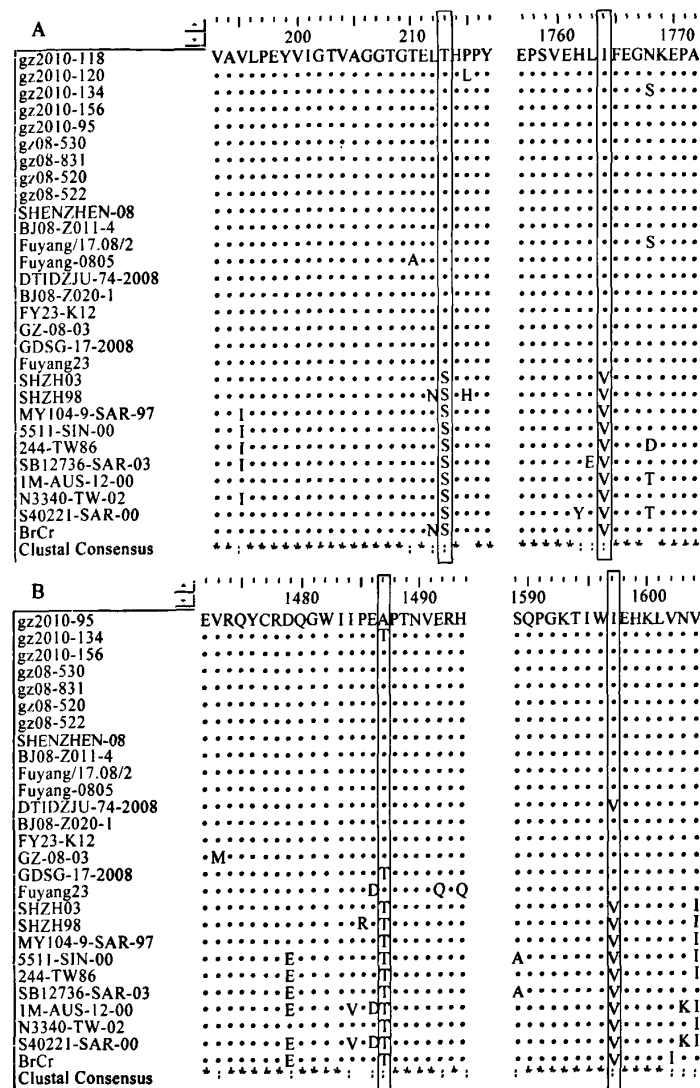 A
200 210 1760 1770
gz2010-118 VAVLPEYVIGTVAGGTGTELTHPPY EPSVEHLIFEGNKEPA
gz2010-120 L
gz2010-134 S
gz2010-156
gz2010-95
gz08-530
gz08-831
gz08-520
gz08-522
SHENZHEN-08
BJ08-Z011-4
Fuyang/17.08/2 S
Fuyang-0805 A
DTIDZJU-74-2008
BJ08-Z020-1
FY23-K12
GZ-08-03
GDSG-17-2008
Fuyang23
SHZH03 S V
SHZH98 NS H V
MY104-9-SAR-97 I S V
5511-SIN-00 I S V
244-TW86 I S V D
SB12736-SAR-03 I S EV
1M-AUS-12-00 S V T
N3340-TW-02 I S V
S40221-SAR-00 S Y V T
BrCr NS V
Clustal Consensus
B
1480 1490 1590 1600
gz2010-95 EVRQYCRDQGWIIPEAPTNVERH SQPGKTIWIEHKLVNV
gz2010-134 T
gz2010-156
gz08-530
gz08-831
gz08-520
gz08-522
SHENZHEN-08
BJ08-Z011-4
Fuyang/17.08/2
Fuyang-0805
DTIDZJU-74-2008 V
BJ08-Z020-1
FY23-K12
GZ-08-03 M
GDSG-17-2008 T
Fuyang23 D Q Q
SHZH03 T V I
SHZH98 R T V I
MY104-9-SAR-97 T V I
5511-SIN-00 E T A V I
244-TW86 E T V I
SB12736-SAR-03 E T A V I
1M-AUS-12-00 E V DT V KI
N3340-TW-02 T V I
S40221-SAR-00 E V DT V KI
BrCr E T V I
Clustal Consensus